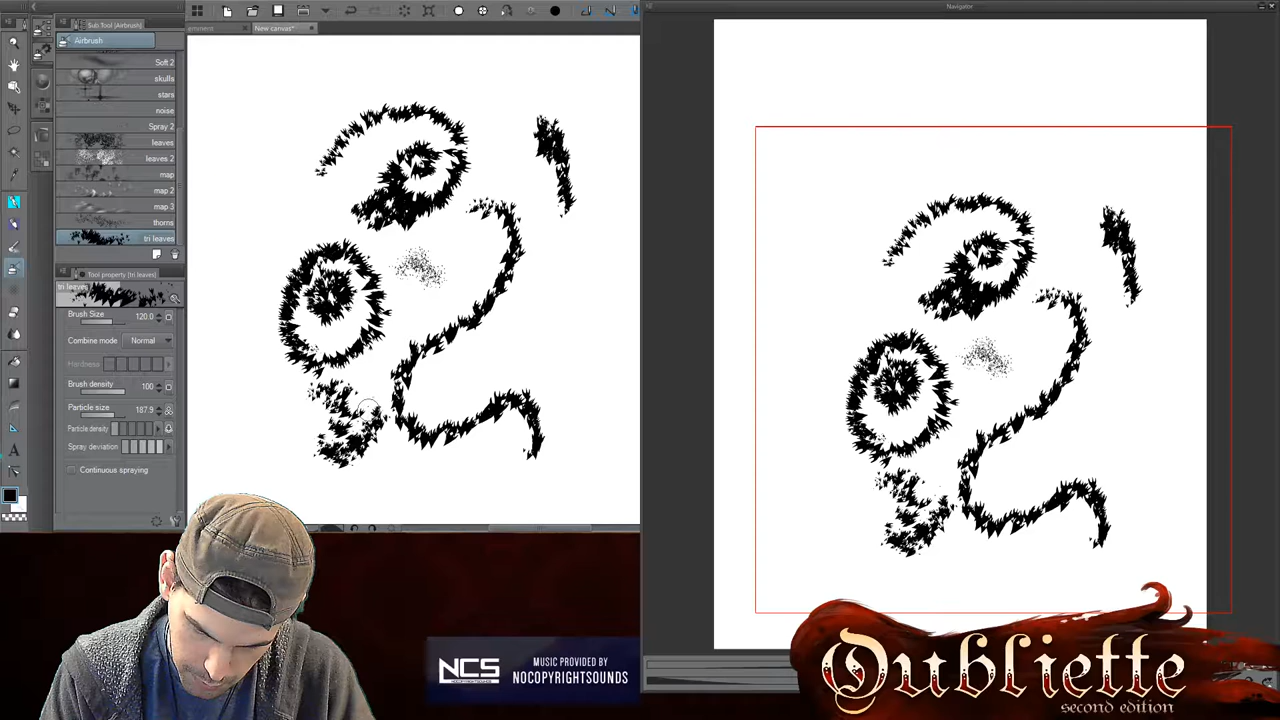 Sub Tool [Airbrush]
Airbrush
Soft 2
skulls
stars
noise
Spray 2
leaves
leaves 2
map
map 2
map 3
thorns
tri leaves
Tool property [tri leaves]
tri leaves
Brush Size 120.0
Combine mode Normal
Hardness
Brush density 100
Particle size 187.9
Particle density
Spray deviation
Continuous spraying
New canvas*
Navigator
A
NCS
MUSIC PROVIDED BY
NOCOPYRIGHTSOUNDS
Oubliette
second edition